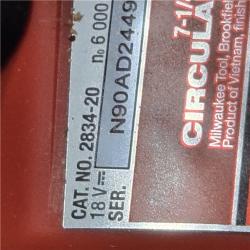 CAT. NO. 2834-20
18 V⎓ n₀ 6 000
SER. N90AD2449
7-1/
CIRCULA
Milwaukee Tool, Brookfiel
Product of Vietnam, finish